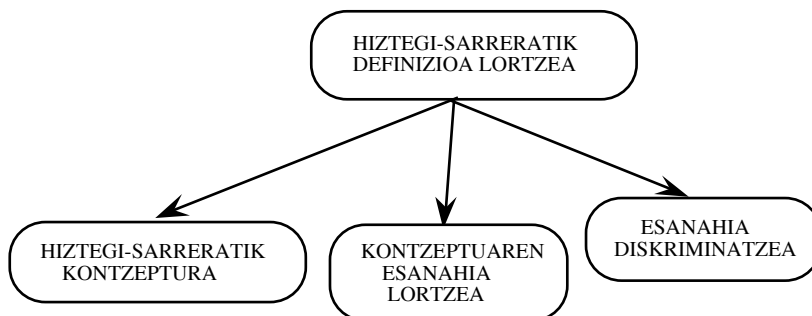 HIZTEGI-SARRERATIK
DEFINIZIOA LORTZEA
HIZTEGI-SARRERATIK
KONTZEPTURA
KONTZEPTUAREN
ESANAHIA
LORTZEA
ESANAHIA
DISKRIMINATZEA